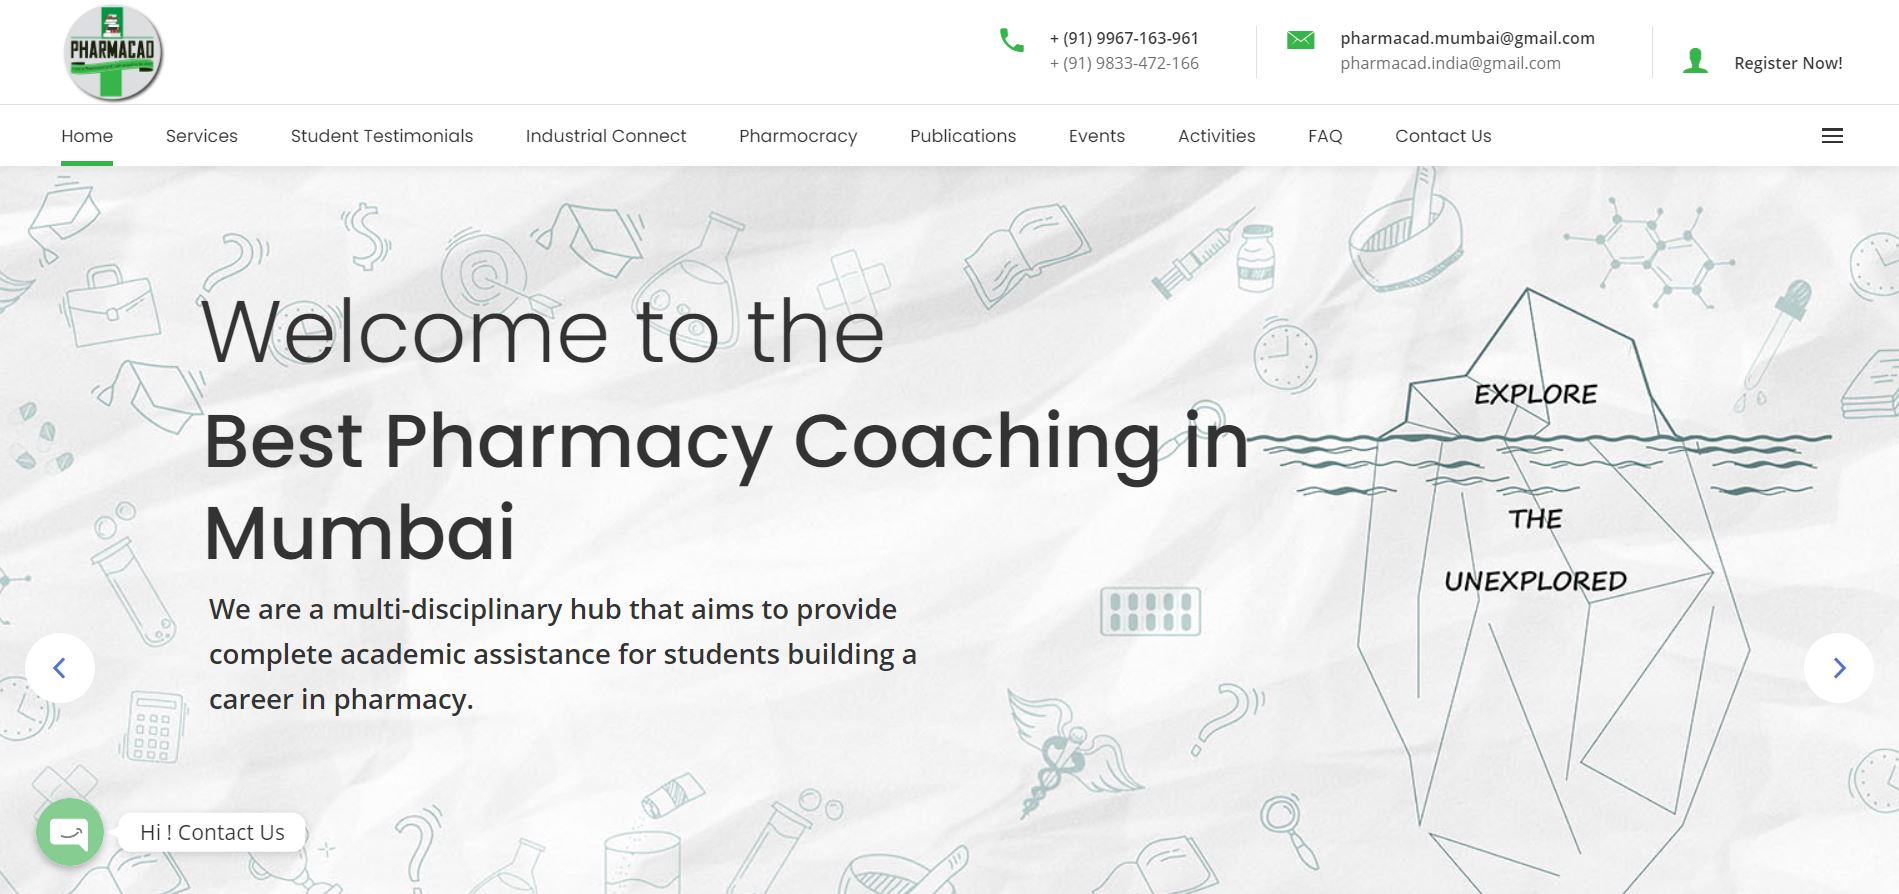 PHARMACAD
+ (91) 9967-163-961
+ (91) 9833-472-166
pharmacad.mumbai@gmail.com
pharmacad.india@gmail.com
Register Now!
Home Services Student Testimonials Industrial Connect Pharmocracy Publications Events Activities FAQ Contact Us
Welcome to the
Best Pharmacy Coaching in
Mumbai
We are a multi-disciplinary hub that aims to provide
complete academic assistance for students building a
career in pharmacy.
EXPLORE
THE
UNEXPLORED
Hi ! Contact Us